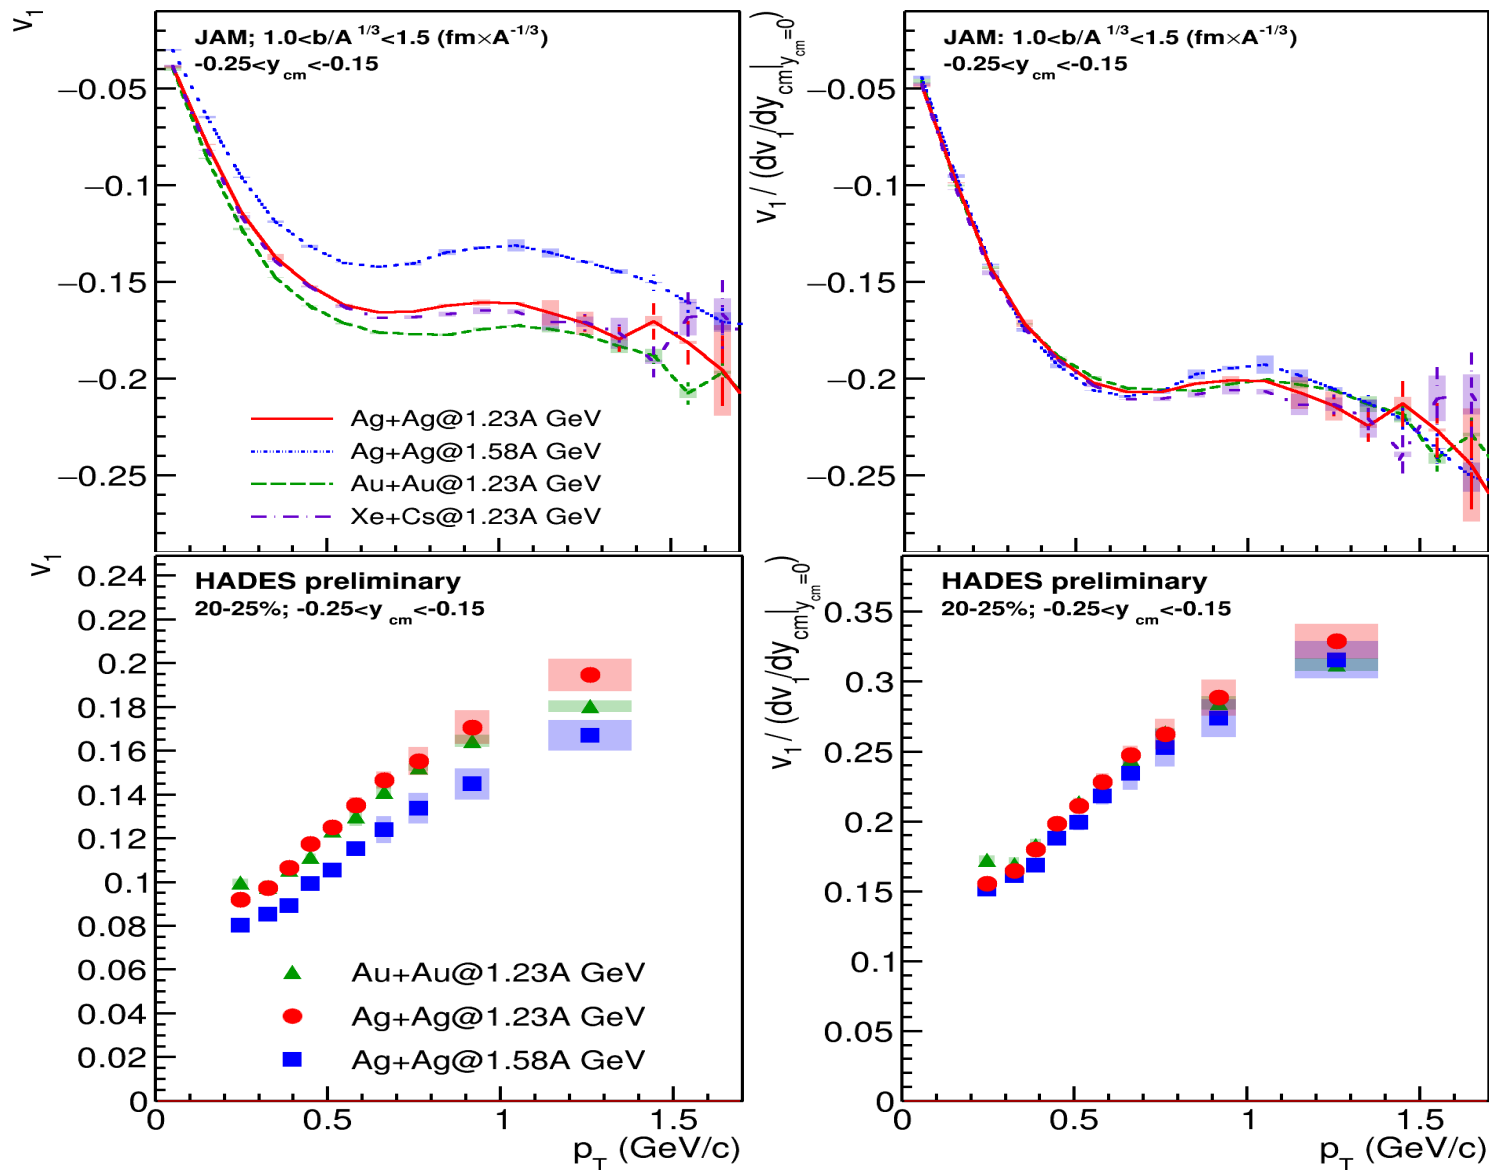 v1
JAM; 1.0<b/A^1/3<1.5 (fm×A^-1/3)
-0.25<y_cm<-0.15
−0.05
−0.1
−0.15
−0.2
−0.25
Ag+Ag@1.23A GeV
Ag+Ag@1.58A GeV
Au+Au@1.23A GeV
Xe+Cs@1.23A GeV
v1 / (dv1/dy_cm|y_cm=0)
JAM: 1.0<b/A^1/3<1.5 (fm×A^-1/3)
-0.25<y_cm<-0.15
−0.05
−0.1
−0.15
−0.2
−0.25
v1
HADES preliminary
20-25%; -0.25<y_cm<-0.15
0.24
0.22
0.2
0.18
0.16
0.14
0.12
0.1
0.08
0.06
0.04
0.02
0
Au+Au@1.23A GeV
Ag+Ag@1.23A GeV
Ag+Ag@1.58A GeV
0 0.5 1 1.5
p_T (GeV/c)
v1 / (dv1/dy_cm|y_cm=0)
HADES preliminary
20-25%; -0.25<y_cm<-0.15
0.35
0.3
0.25
0.2
0.15
0.1
0.05
0
0 0.5 1 1.5
p_T (GeV/c)